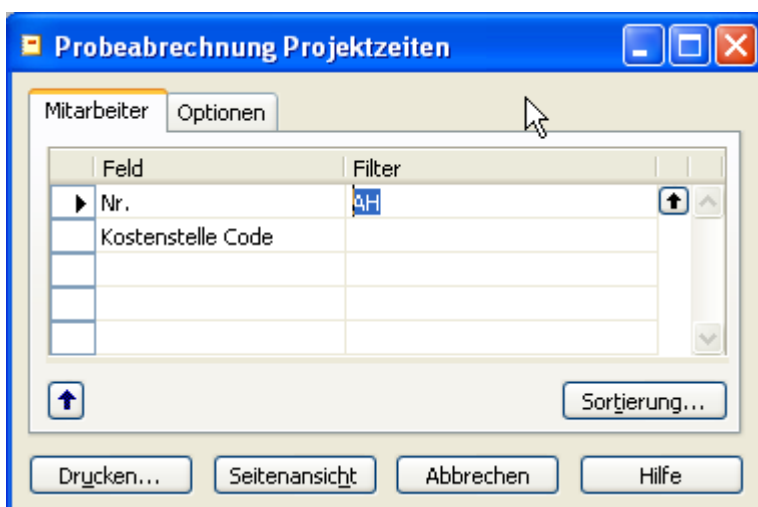 Probeabrechnung Projektzeiten
Mitarbeiter Optionen
Feld Filter
Nr. AH
Kostenstelle Code
Sortierung...
Drucken... Seitenansicht Abbrechen Hilfe